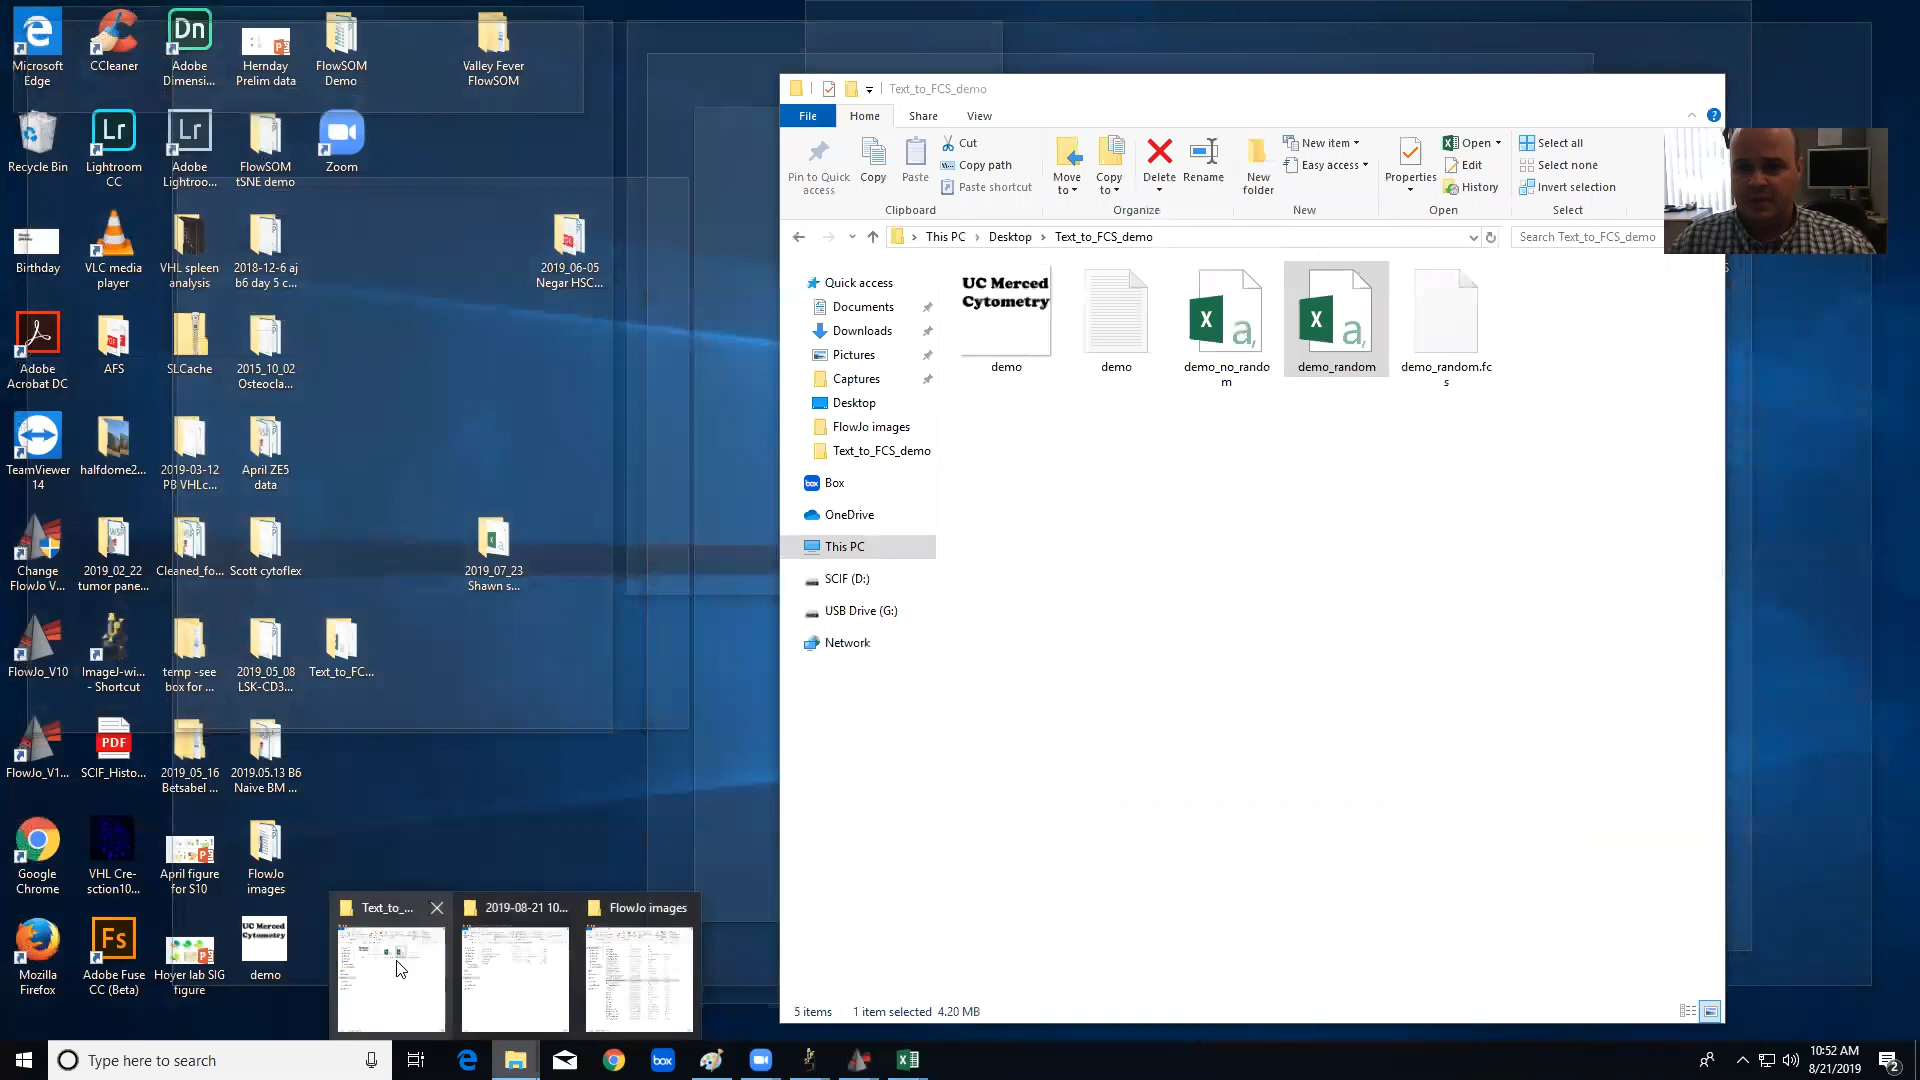 Microsoft
Edge
CCleaner
Dn
Adobe
Dimensi...
Hernday
Prelim data
FlowSOM
Demo
Valley Fever
FlowSOM
Recycle Bin
Lr
Lightroom
CC
Lr
Adobe
Lightroo...
FlowSOM
tSNE demo
Zoom
Birthday
VLC media
player
VHL spleen
analysis
2018-12-6 aj
b6 day 5 c...
2019_06-05
Negar HSC...
Adobe
Acrobat DC
AFS
SLCache
2015_10_02
Osteocla...
TeamViewer
14
halfdome2...
2019-03-12
PB VHLc...
April ZE5
data
Change
FlowJo V...
2019_02_22
tumor pane...
Cleaned_fo...
Scott cytoflex
2019_07_23
Shawn s...
FlowJo_V10
ImageJ-wi...
- Shortcut
temp -see
box for ...
2019_05_08
LSK-CD3...
Text_to_FC...
FlowJo_V1...
PDF
SCIF_Histo...
2019_05_16
Betsabel ...
2019.05.13 B6
Naive BM ...
Google
Chrome
VHL Cre-
sction10...
April figure
for S10
FlowJo
images
Mozilla
Firefox
Fs
Adobe Fuse
CC (Beta)
Hoyer lab SIG
figure
UC Merced
Cytometry
demo
Text_to_FCS_demo
File
Home
Share
View
Pin to Quick
access
Copy
Paste
Cut
Copy path
Paste shortcut
Clipboard
Move
to
Copy
to
Delete
Rename
Organize
New
folder
New item
Easy access
New
Properties
Open
Edit
History
Open
Select all
Select none
Invert selection
Select
This PC
Desktop
Text_to_FCS_demo
Search Text_to_FCS_demo
Quick access
Documents
Downloads
Pictures
Captures
Desktop
FlowJo images
Text_to_FCS_demo
box
Box
OneDrive
This PC
SCIF (D:)
USB Drive (G:)
Network
UC Merced
Cytometry
demo
demo
X a,
demo_no_rando
m
X a,
demo_random
demo_random.fc
s
5 items
1 item selected 4.20 MB
Text_to_...
2019-08-21 10...
FlowJo images
Type here to search
box
10:52 AM
8/21/2019
2